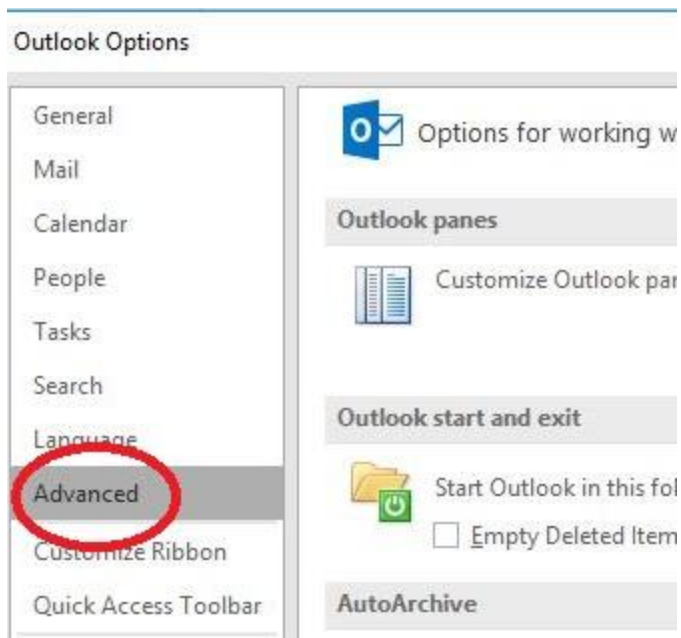 Outlook Options
General
Mail
Calendar
People
Tasks
Search
Language
Advanced
Customize Ribbon
Quick Access Toolbar
Options for working w
Outlook panes
Customize Outlook pa
Outlook start and exit
Start Outlook in this fo
Empty Deleted Item
AutoArchive